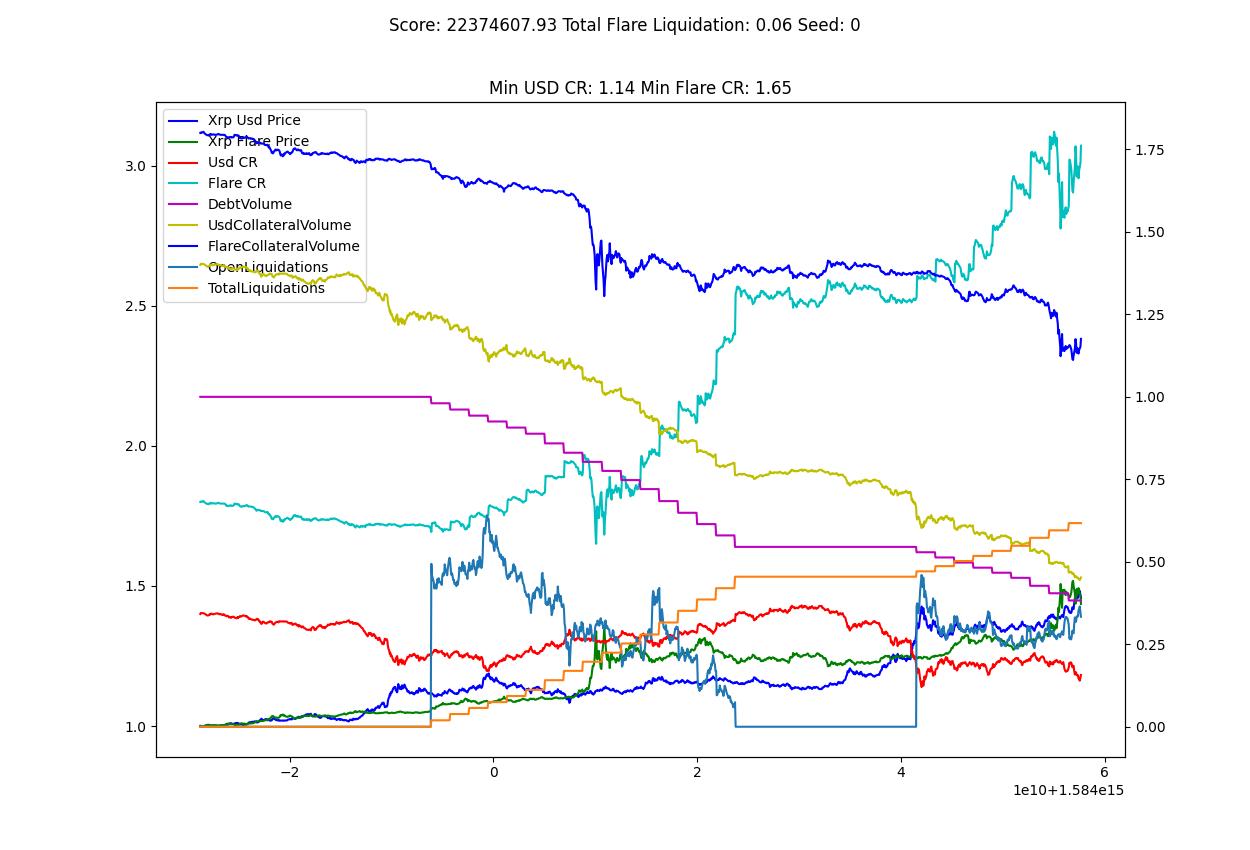 Score: 22374607.93 Total Flare Liquidation: 0.06 Seed: 0
Min USD CR: 1.14 Min Flare CR: 1.65
Xrp Usd Price
Xrp Flare Price
Usd CR
Flare CR
DebtVolume
UsdCollateralVolume
FlareCollateralVolume
OpenLiquidations
TotalLiquidations
3.0
2.5
2.0
1.5
1.0
1.75
1.50
1.25
1.00
0.75
0.50
0.25
0.00
−2 0 2 4 6
1e10+1.584e15